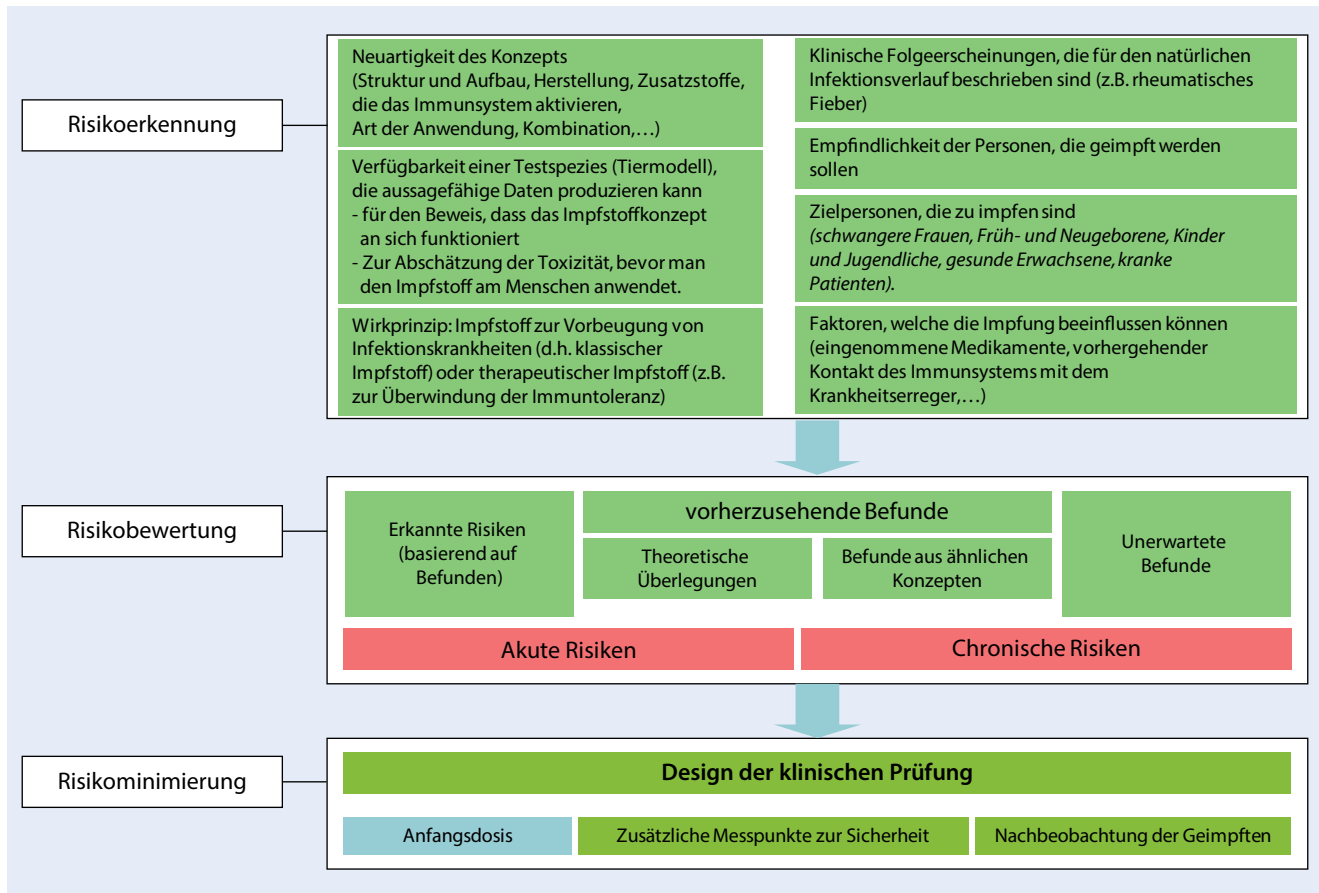 Risikoerkennung
Neuartigkeit des Konzepts
(Struktur und Aufbau, Herstellung, Zusatzstoffe,
die das Immunsystem aktivieren,
Art der Anwendung, Kombination,…)
Verfügbarkeit einer Testspezies (Tiermodell),
die aussagefähige Daten produzieren kann
- für den Beweis, dass das Impfstoffkonzept
an sich funktioniert
- Zur Abschätzung der Toxizität, bevor man
den Impfstoff am Menschen anwendet.
Wirkprinzip: Impfstoff zur Vorbeugung von
Infektionskrankheiten (d.h. klassischer
Impfstoff) oder therapeutischer Impfstoff (z.B.
zur Überwindung der Immuntoleranz)
Klinische Folgeerscheinungen, die für den natürlichen
Infektionsverlauf beschrieben sind (z.B. rheumatisches
Fieber)
Empfindlichkeit der Personen, die geimpft werden
sollen
Zielpersonen, die zu impfen sind
(schwangere Frauen, Früh- und Neugeborene, Kinder
und Jugendliche, gesunde Erwachsene, kranke
Patienten).
Faktoren, welche die Impfung beeinflussen können
(eingenommene Medikamente, vorhergehender
Kontakt des Immunsystems mit dem
Krankheitserreger,…)
Risikobewertung
Erkannte Risiken
(basierend auf
Befunden)
vorherzusehende Befunde
Theoretische
Überlegungen
Befunde aus ähnlichen
Konzepten
Unerwartete
Befunde
Akute Risiken
Chronische Risiken
Risikominimierung
Design der klinischen Prüfung
Anfangsdosis
Zusätzliche Messpunkte zur Sicherheit
Nachbeobachtung der Geimpften